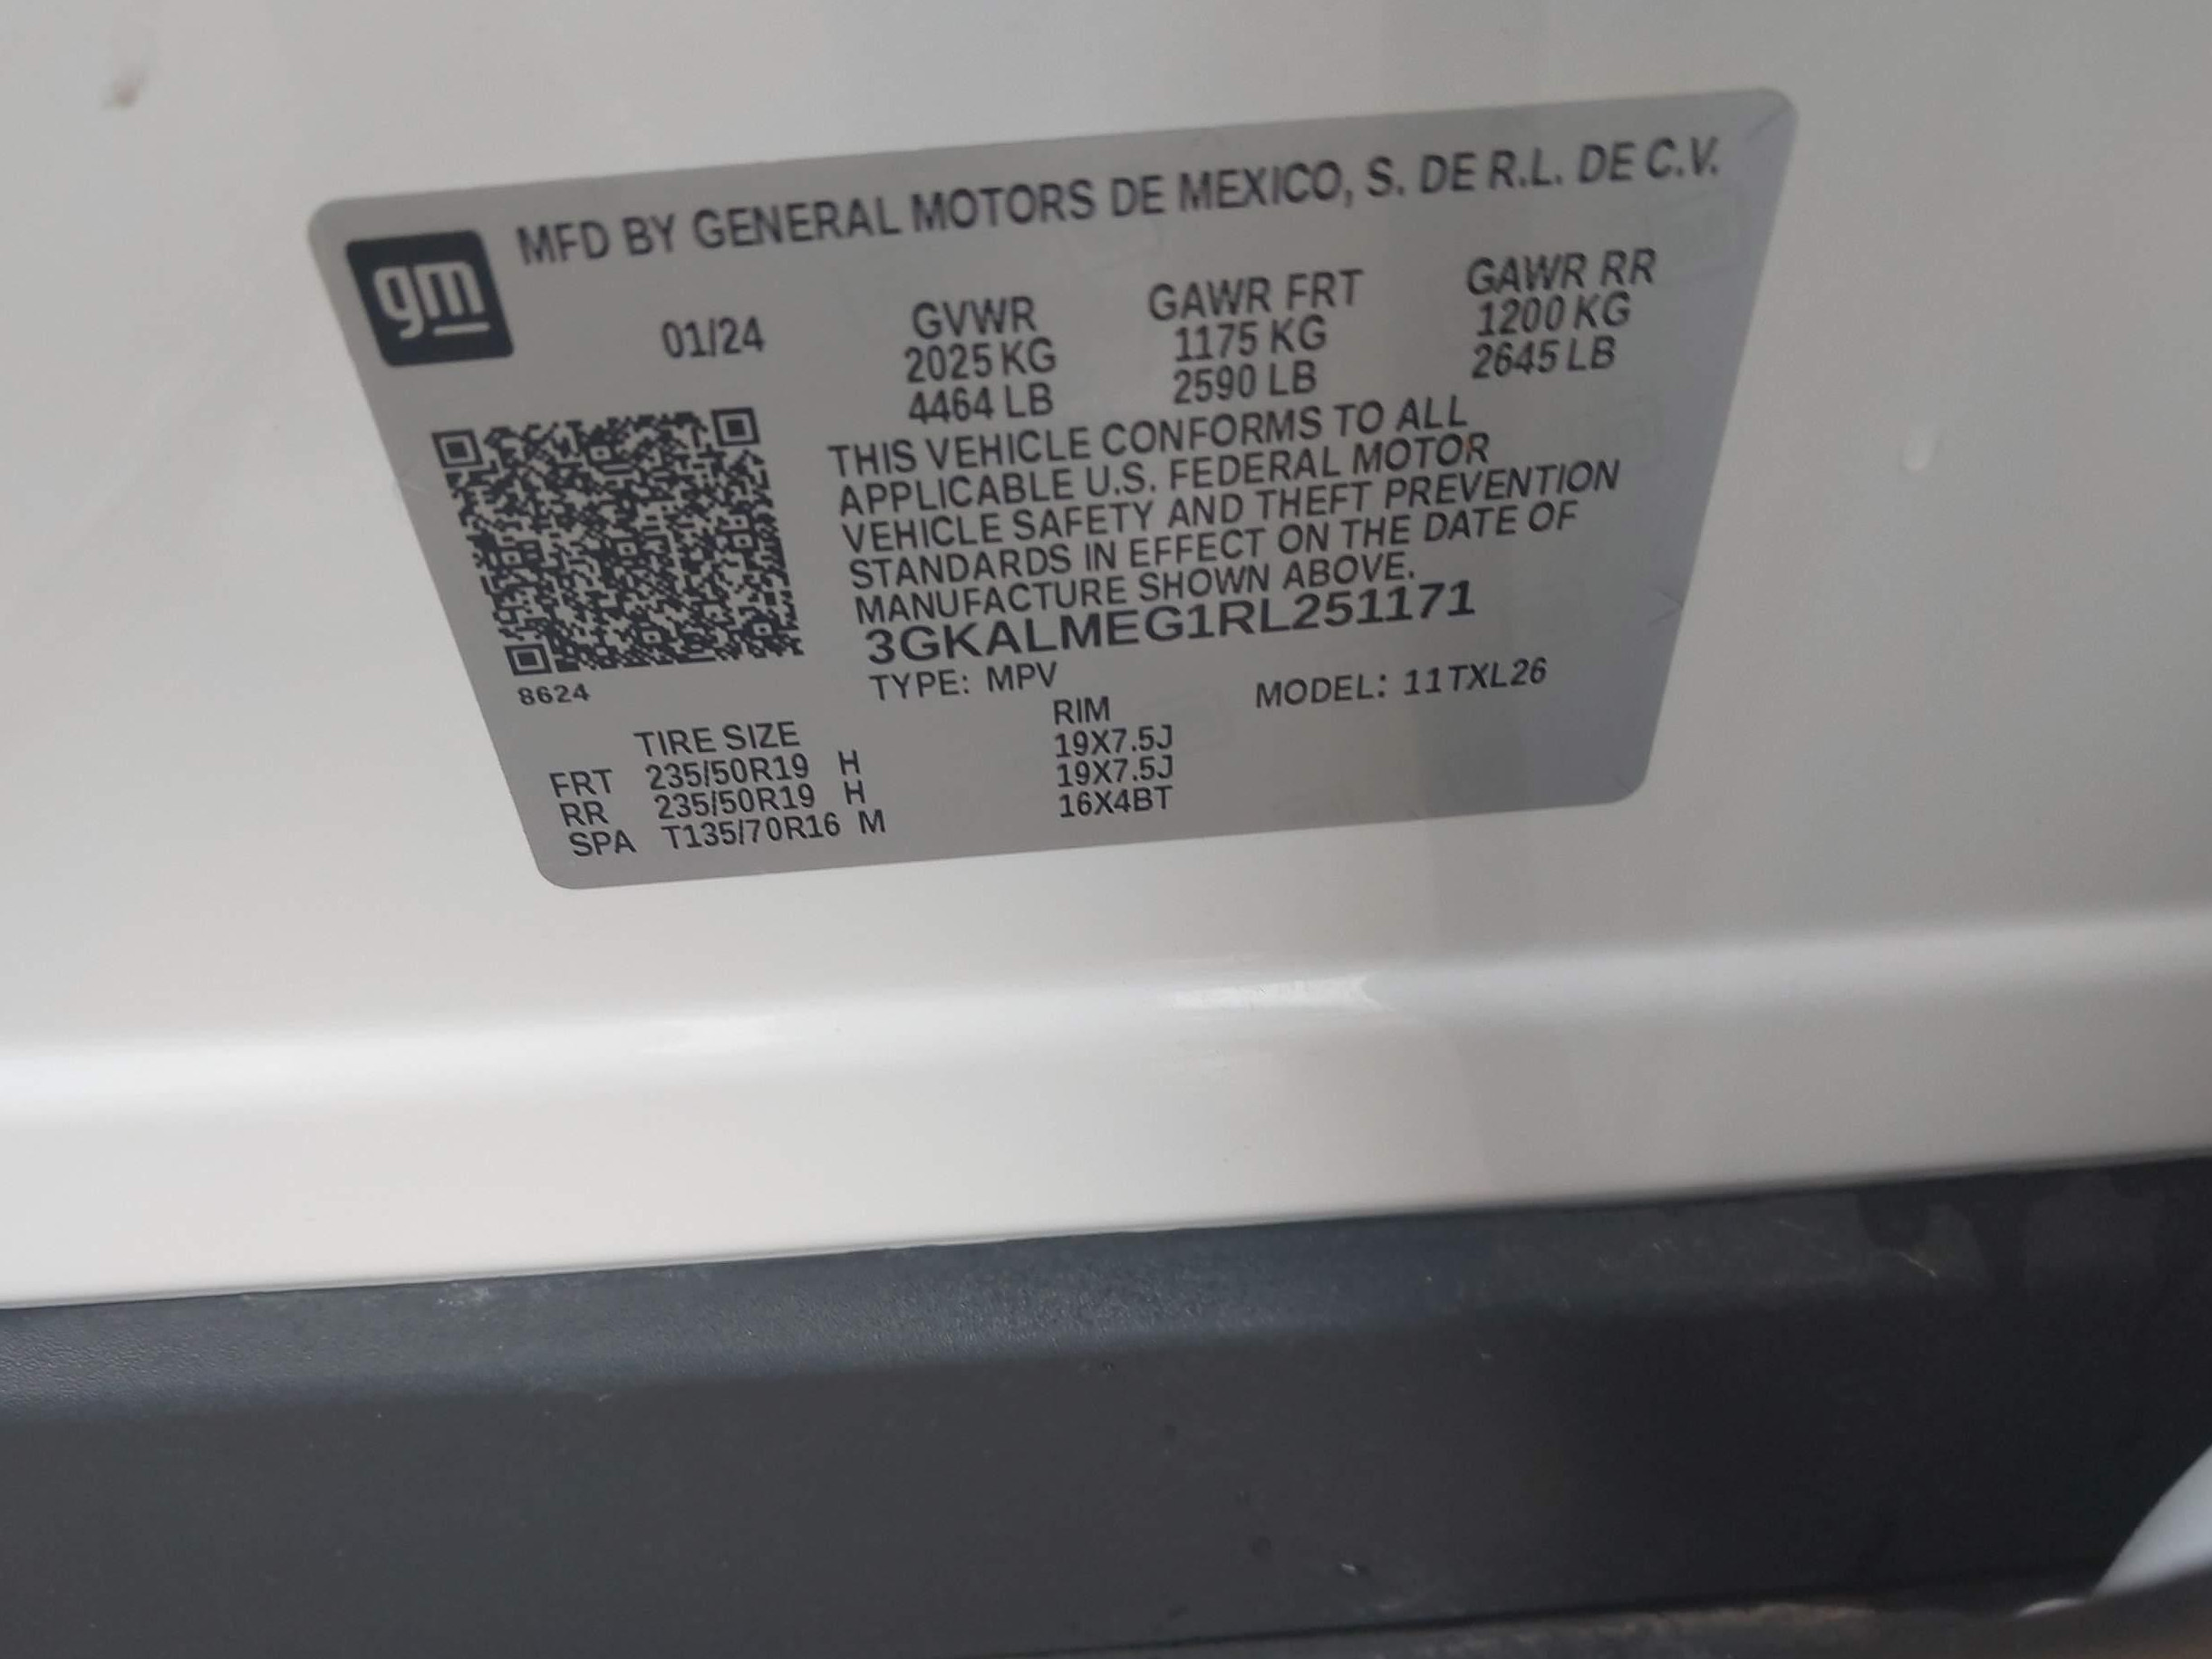 gm
MFD BY GENERAL MOTORS DE MEXICO, S. DE R.L. DE C.V.
01/24
GVWR
2025 KG
4464 LB
GAWR FRT
1175 KG
2590 LB
GAWR RR
1200 KG
2645 LB
THIS VEHICLE CONFORMS TO ALL
APPLICABLE U.S. FEDERAL MOTOR
VEHICLE SAFETY AND THEFT PREVENTION
STANDARDS IN EFFECT ON THE DATE OF
MANUFACTURE SHOWN ABOVE.
3GKALMEG1RL251171
8624
TYPE: MPV MODEL: 11TXL26
TIRE SIZE RIM
FRT 235/50R19 H 19X7.5J
RR 235/50R19 H 19X7.5J
SPA T135/70R16 M 16X4BT